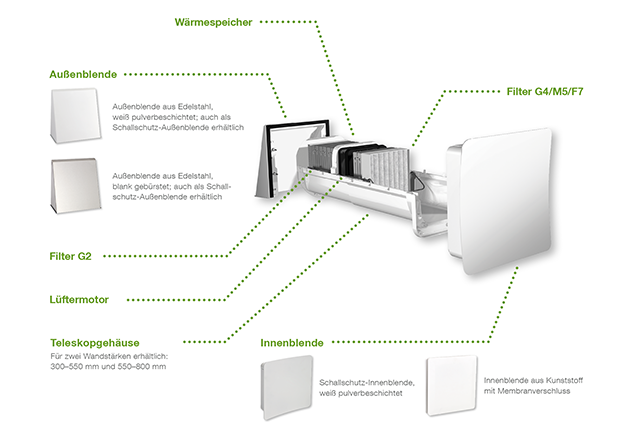 Wärmespeicher
Außenblende
Außenblende aus Edelstahl,
weiß pulverbeschichtet; auch als
Schallschutz-Außenblende erhältlich
Filter G4/M5/F7
Außenblende aus Edelstahl,
blank gebürstet; auch als Schall-
schutz-Außenblende erhältlich
Filter G2
Lüftermotor
Teleskopgehäuse
Für zwei Wandstärken erhältlich:
300–550 mm und 550–800 mm
Innenblende
Schallschutz-Innenblende,
weiß pulverbeschichtet
Innenblende aus Kunststoff
mit Membranverschluss